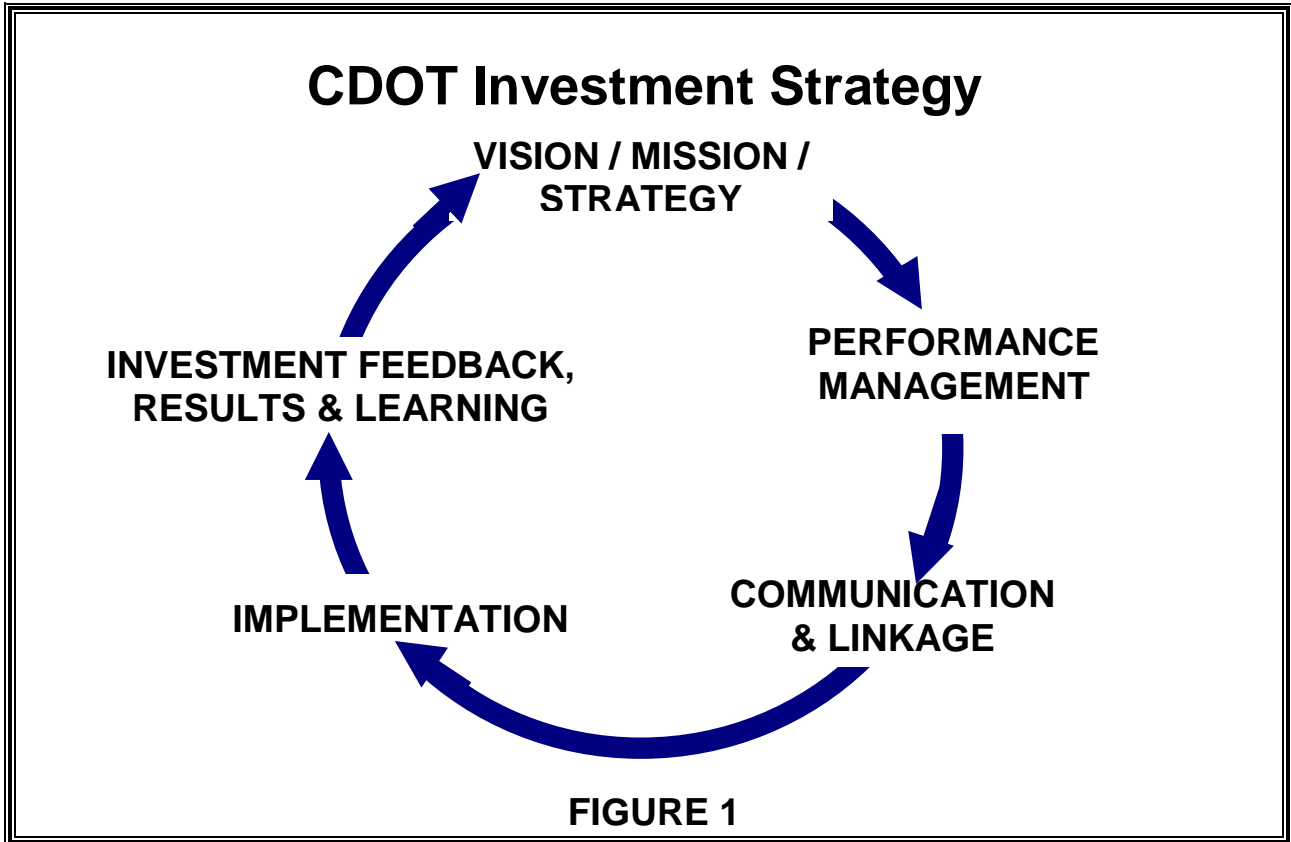 CDOT Investment Strategy
VISION / MISSION /
STRATEGY
PERFORMANCE
MANAGEMENT
COMMUNICATION
& LINKAGE
IMPLEMENTATION
INVESTMENT FEEDBACK,
RESULTS & LEARNING
FIGURE 1